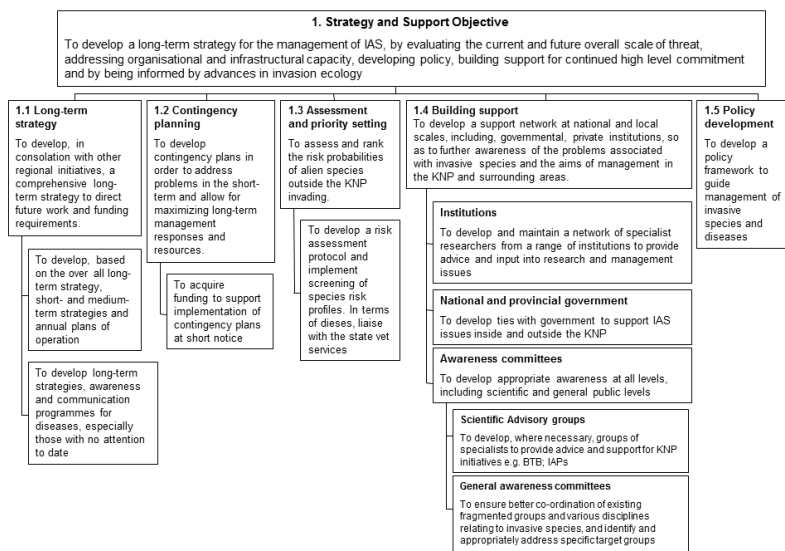 1. Strategy and Support Objective
To develop a long-term strategy for the management of IAS, by evaluating the current and future overall scale of threat,
addressing organisational and infrastructural capacity, developing policy, building support for continued high level commitment
and by being informed by advances in invasion ecology
1.1 Long-term
strategy
To develop, in
consolation with other
regional initiatives, a
comprehensive long-
term strategy to direct
future work and funding
requirements.
To develop, based
on the over all long-
term strategy,
short- and medium-
term strategies and
annual plans of
operation
To develop long-term
strategies, awareness
and communication
programmes for
diseases, especially
those with no attention
to date
1.2 Contingency
planning
To develop
contingency plans in
order to address
problems in the short-
term and allow for
maximizing long-term
management
responses and
resources.
To acquire
funding to support
implementation of
contingency plans
at short notice
1.3 Assessment
and priority setting
To assess and rank
the risk probabilities
of alien species
outside the KNP
invading.
To develop a risk
assessment
protocol and
implement
screening of
species risk
profiles. In terms
of dieses, liaise
with the state vet
services
1.4 Building support
To develop a support network at national and local
scales, including, governmental, private institutions, so
as to further awareness of the problems associated
with invasive species and the aims of management in
the KNP and surrounding areas.
Institutions
To develop and maintain a network of specialist
researchers from a range of institutions to provide
advice and input into research and management
issues
National and provincial government
To develop ties with government to support IAS
issues inside and outside the KNP
Awareness committees
To develop appropriate awareness at all levels,
including scientific and general public levels
Scientific Advisory groups
To develop, where necessary, groups of
specialists to provide advice and support for KNP
initiatives e.g. BTB; IAPs
General awareness committees
To ensure better co-ordination of existing
fragmented groups and various disciplines
relating to invasive species, and identify and
appropriately address specific target groups
1.5 Policy
development
To develop a
policy
framework to
guide
management of
invasive
species and
diseases